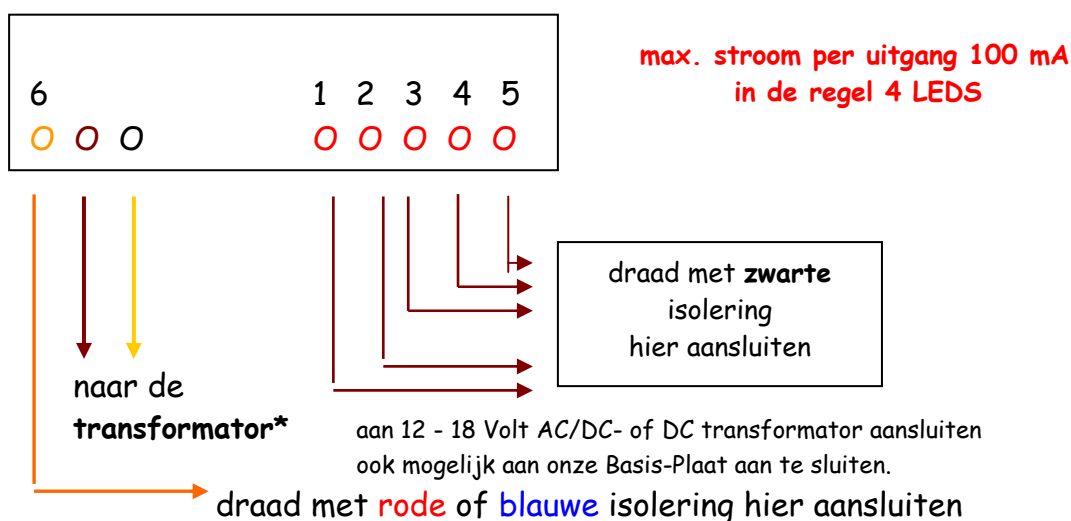 max. stroom per uitgang 100 mA
in de regel 4 LEDS
6 1 2 3 4 5
O O O O O O O O
draad met zwarte
isolering
hier aansluiten
naar de
transformator*
aan 12 - 18 Volt AC/DC- of DC transformator aansluiten
ook mogelijk aan onze Basis-Plaat aan te sluiten.
draad met rode of blauwe isolering hier aansluiten